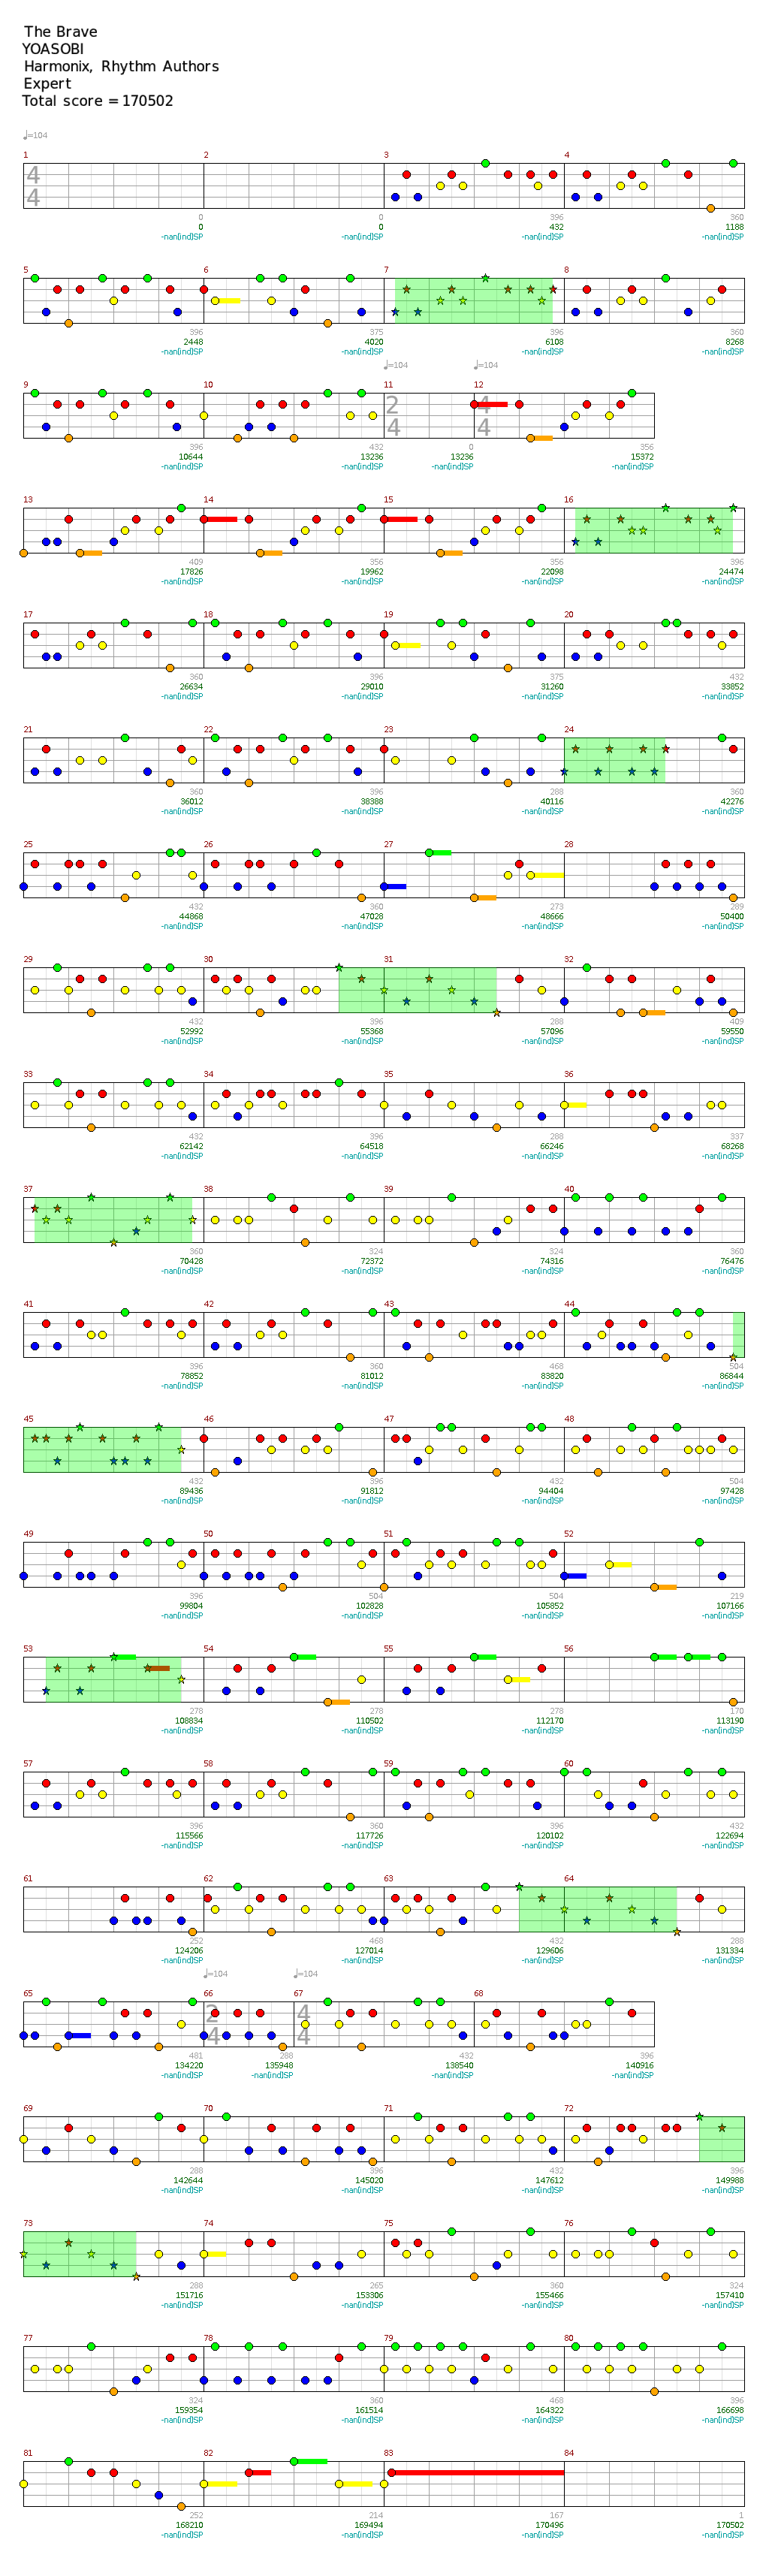 The Brave
YOASOBI
Harmonix, Rhythm Authors
Expert
Total score = 170502
♩=104
1 2 3 4
4
4
0 0 396 360
0 0 432 1188
-nan(ind)SP -nan(ind)SP -nan(ind)SP -nan(ind)SP
5 6 7 8
396 375 396 360
2448 4020 6108 8268
-nan(ind)SP -nan(ind)SP -nan(ind)SP -nan(ind)SP
♩=104 ♩=104
9 10 11 12
2 4
4 4
396 432 0 356
10644 13236 13236 15372
-nan(ind)SP -nan(ind)SP -nan(ind)SP -nan(ind)SP
13 14 15 16
409 356 356 396
17826 19962 22098 24474
-nan(ind)SP -nan(ind)SP -nan(ind)SP -nan(ind)SP
17 18 19 20
360 396 375 432
26634 29010 31260 33852
-nan(ind)SP -nan(ind)SP -nan(ind)SP -nan(ind)SP
21 22 23 24
360 396 288 360
36012 38388 40116 42276
-nan(ind)SP -nan(ind)SP -nan(ind)SP -nan(ind)SP
25 26 27 28
432 360 273 289
44868 47028 48666 50400
-nan(ind)SP -nan(ind)SP -nan(ind)SP -nan(ind)SP
29 30 31 32
432 396 288 409
52992 55368 57096 59550
-nan(ind)SP -nan(ind)SP -nan(ind)SP -nan(ind)SP
33 34 35 36
432 396 288 337
62142 64518 66246 68268
-nan(ind)SP -nan(ind)SP -nan(ind)SP -nan(ind)SP
37 38 39 40
360 324 324 360
70428 72372 74316 76476
-nan(ind)SP -nan(ind)SP -nan(ind)SP -nan(ind)SP
41 42 43 44
396 360 468 504
78852 81012 83820 86844
-nan(ind)SP -nan(ind)SP -nan(ind)SP -nan(ind)SP
45 46 47 48
432 396 432 504
89436 91812 94404 97428
-nan(ind)SP -nan(ind)SP -nan(ind)SP -nan(ind)SP
49 50 51 52
396 504 504 219
99804 102828 105852 107166
-nan(ind)SP -nan(ind)SP -nan(ind)SP -nan(ind)SP
53 54 55 56
278 278 278 170
108834 110502 112170 113190
-nan(ind)SP -nan(ind)SP -nan(ind)SP -nan(ind)SP
57 58 59 60
396 360 396 432
115566 117726 120102 122694
-nan(ind)SP -nan(ind)SP -nan(ind)SP -nan(ind)SP
61 62 63 64
252 468 432 288
124206 127014 129606 131334
-nan(ind)SP -nan(ind)SP -nan(ind)SP -nan(ind)SP
♩=104 ♩=104
65 66 67 68
2 4
4 4
481 288 432 396
134220 135948 138540 140916
-nan(ind)SP -nan(ind)SP -nan(ind)SP -nan(ind)SP
69 70 71 72
288 396 432 396
142644 145020 147612 149988
-nan(ind)SP -nan(ind)SP -nan(ind)SP -nan(ind)SP
73 74 75 76
288 265 360 324
151716 153306 155466 157410
-nan(ind)SP -nan(ind)SP -nan(ind)SP -nan(ind)SP
77 78 79 80
324 360 468 396
159354 161514 164322 166698
-nan(ind)SP -nan(ind)SP -nan(ind)SP -nan(ind)SP
81 82 83 84
252 214 167 1
168210 169494 170496 170502
-nan(ind)SP -nan(ind)SP -nan(ind)SP -nan(ind)SP